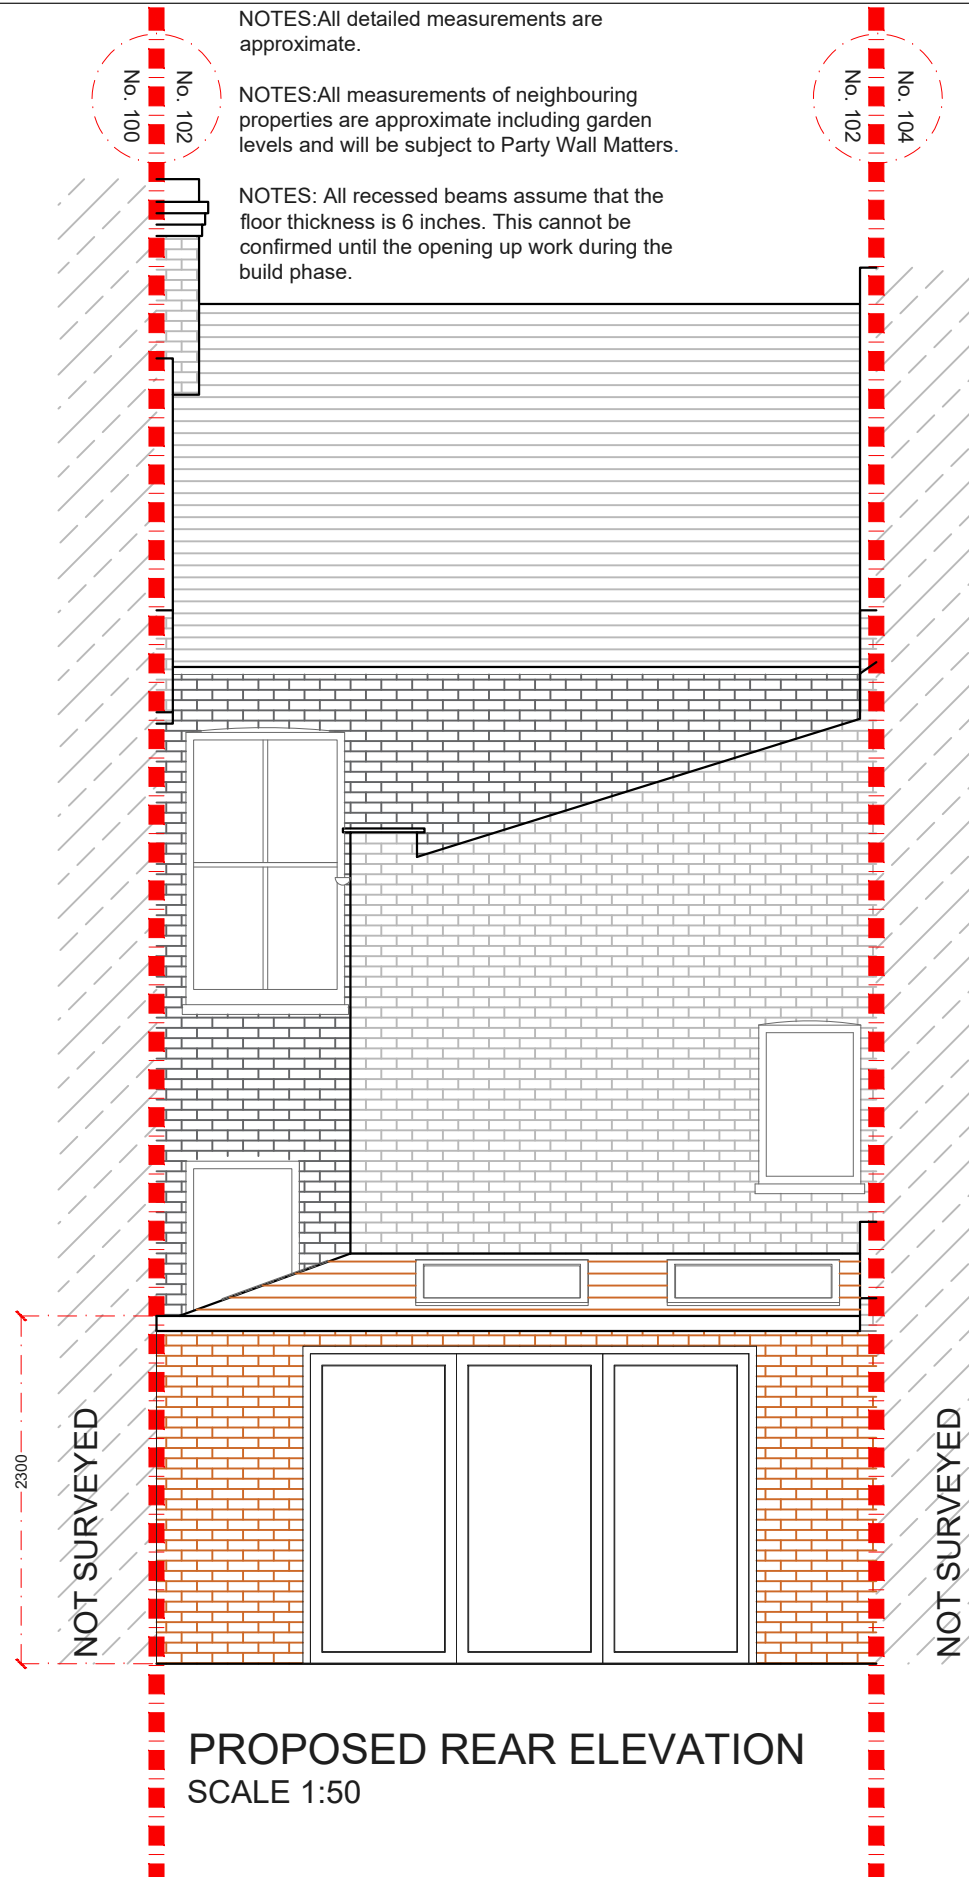 NOTES:All detailed measurements are
approximate.
NOTES:All measurements of neighbouring
properties are approximate including garden
levels and will be subject to Party Wall Matters.
NOTES: All recessed beams assume that the
floor thickness is 6 inches. This cannot be
confirmed until the opening up work during the
build phase.
No. 100
No. 102
No. 102
No. 104
2300
NOT SURVEYED
NOT SURVEYED
PROPOSED REAR ELEVATION
SCALE 1:50